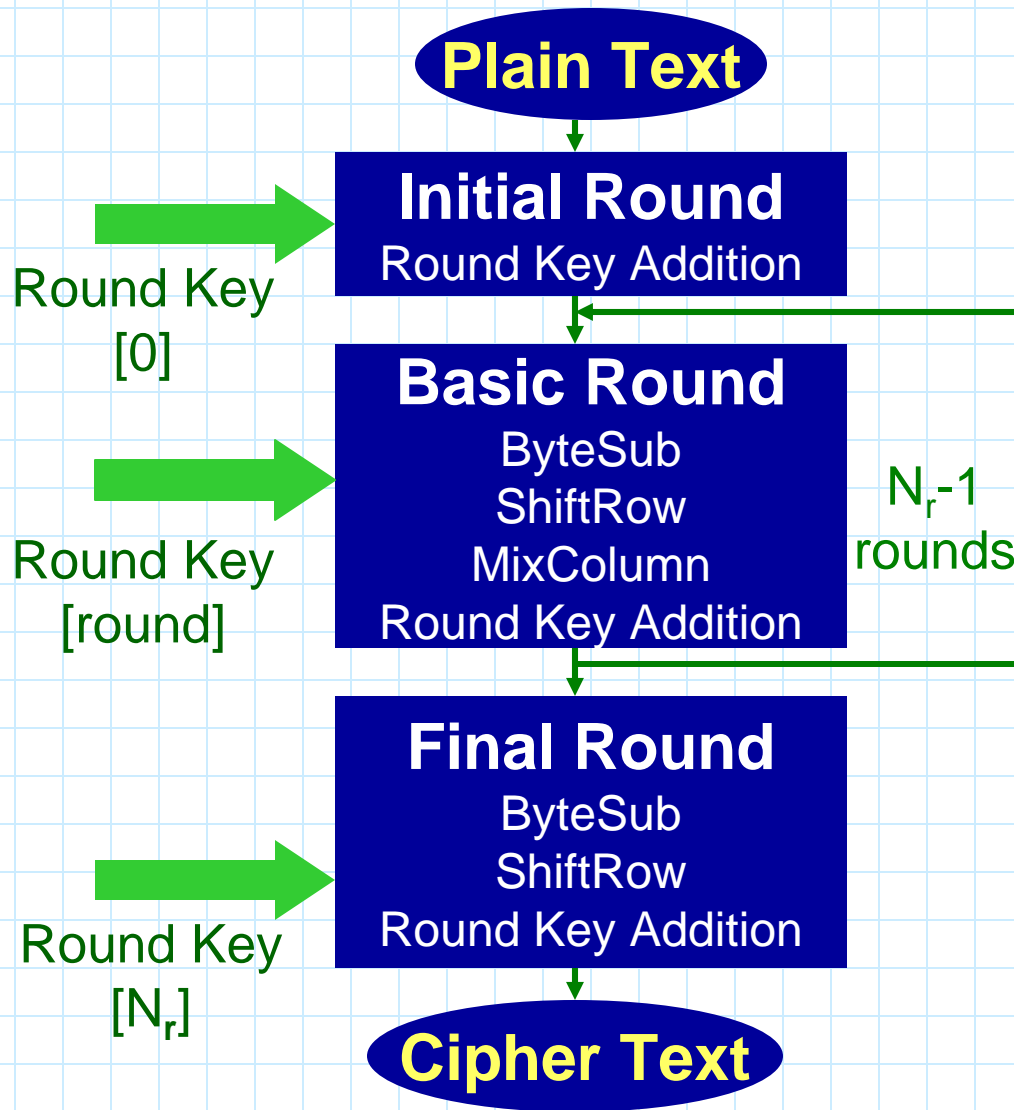 Plain Text
Initial Round
Round Key Addition
Round Key
[0]
Basic Round
ByteSub
ShiftRow
MixColumn
Round Key Addition
Round Key
[round]
Nr-1
rounds
Final Round
ByteSub
ShiftRow
Round Key Addition
Round Key
[Nr]
Cipher Text